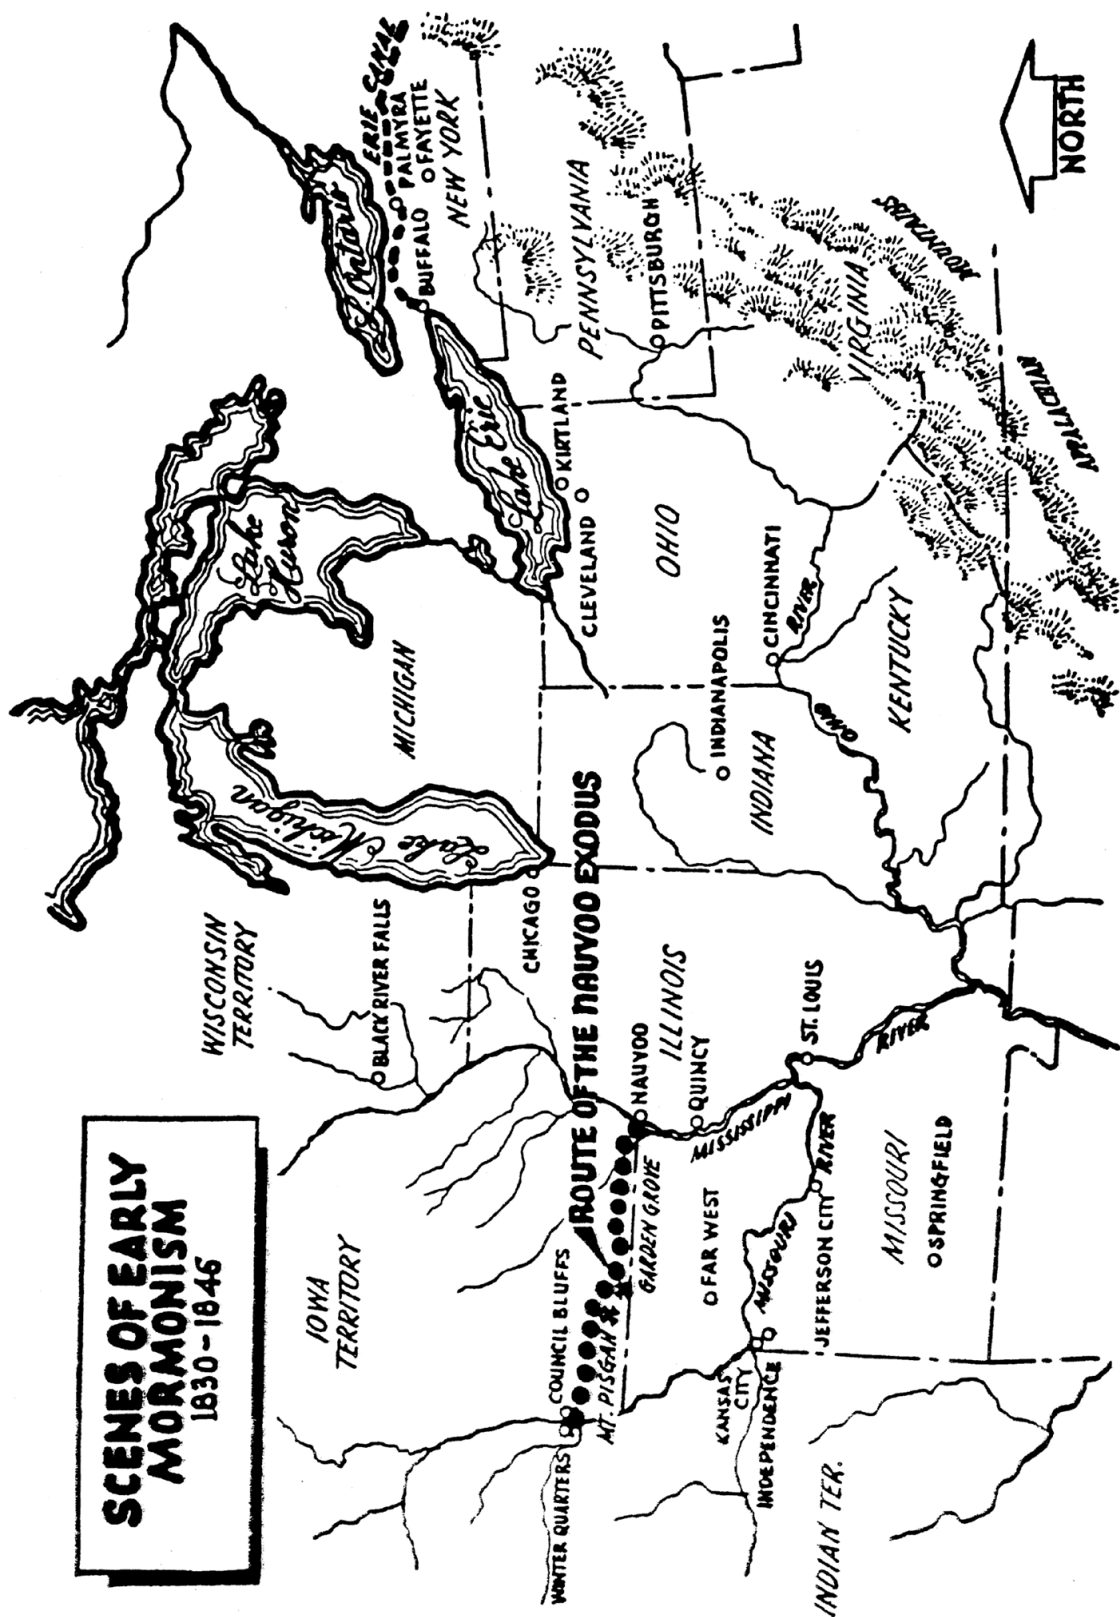 SCENES OF EARLY
MORMONISM
1830-1846
WISCONSIN
TERRITORY
BLACK RIVER FALLS
IOWA
TERRITORY
Lake Michigan
MICHIGAN
Lake
Huron
L. Ontario
ERIE CANAL
PALMYRA
FAYETTE
BUFFALO
NEW YORK
Lake Erie
KIRTLAND
CLEVELAND
CHICAGO
ROUTE OF THE NAUVOO EXODUS
WINTER QUARTERS
COUNCIL BLUFFS
MT. PISGAH
GARDEN GROVE
NAUVOO
ILLINOIS
QUINCY
MISSISSIPPI
RIVER
ST. LOUIS
FAR WEST
KANSAS
CITY
INDEPENDENCE
MISSOURI
RIVER
JEFFERSON CITY
MISSOURI
SPRINGFIELD
INDIAN TER.
INDIANA
INDIANAPOLIS
OHIO
CINCINNATI
OHIO
RIVER
KENTUCKY
PENNSYLVANIA
PITTSBURGH
VIRGINIA
APPALACHIAN
MOUNTAINS
NORTH